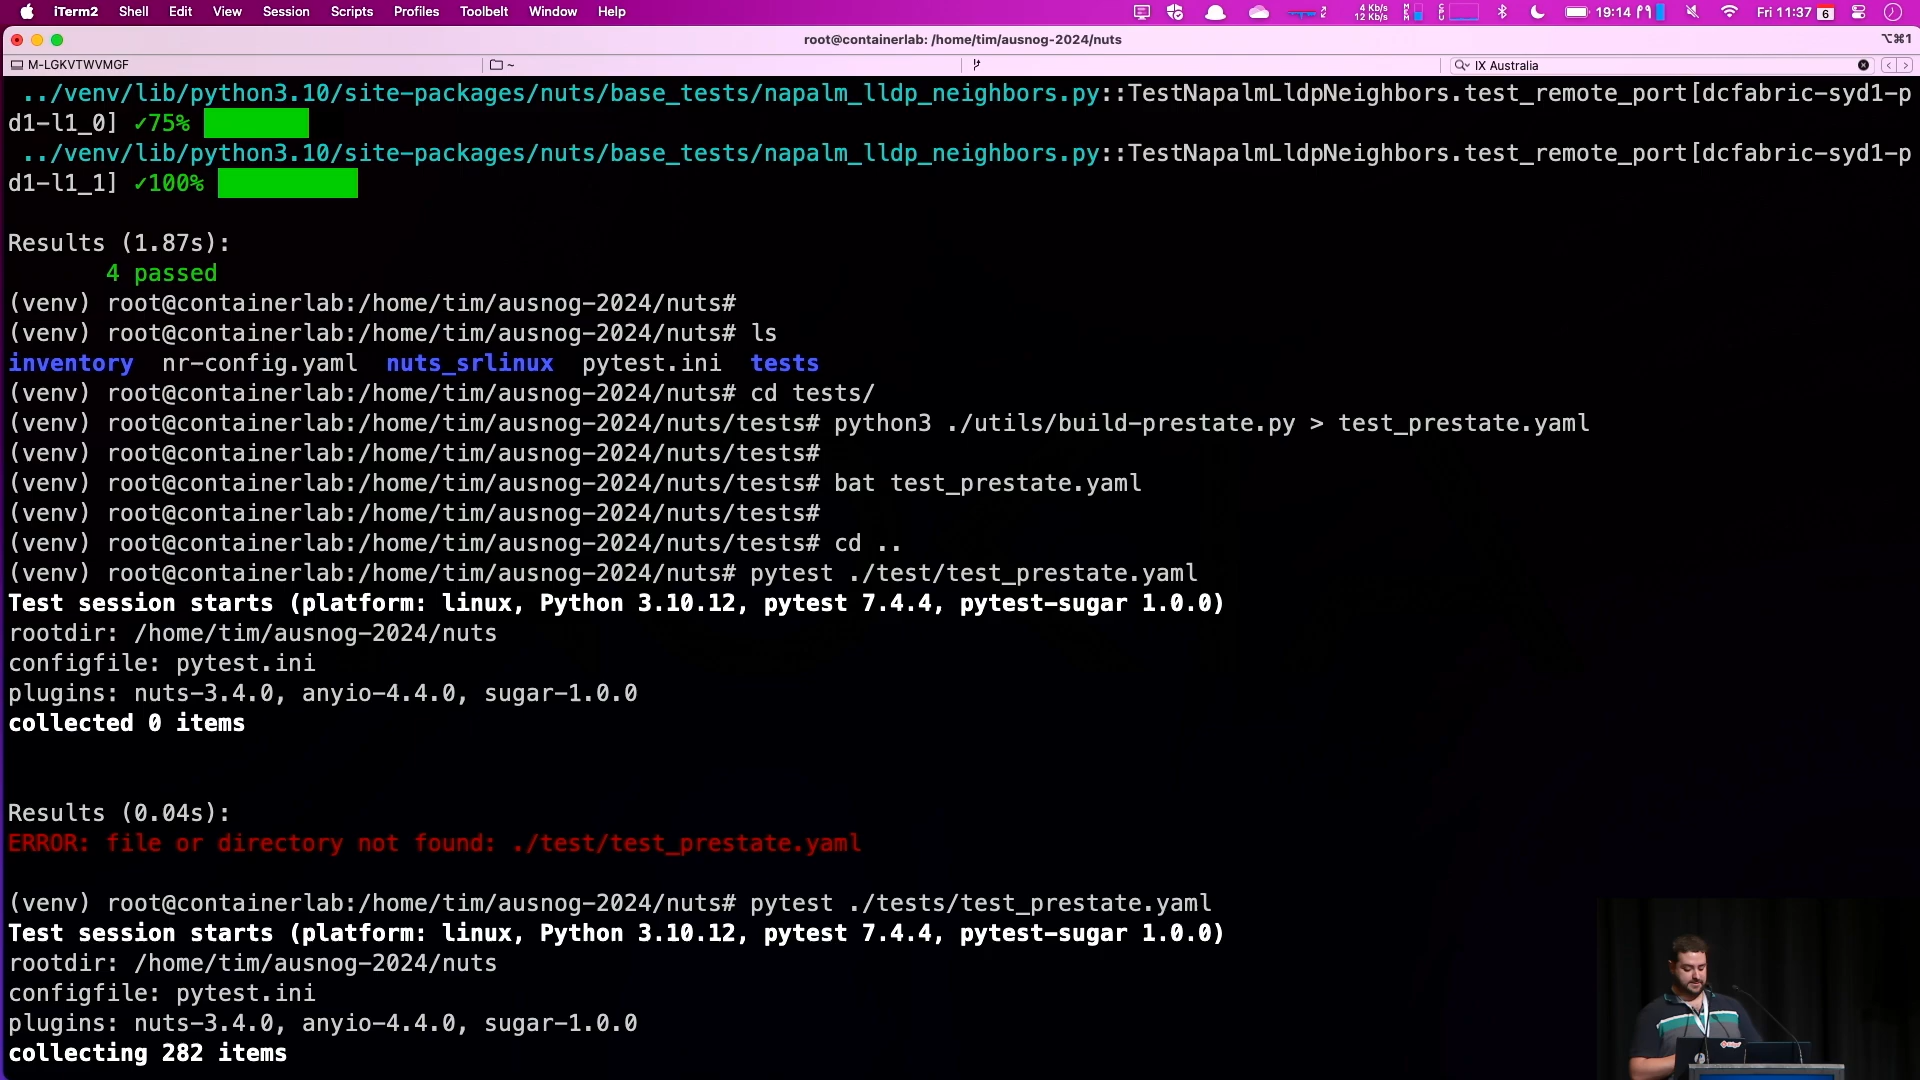 iTerm2 Shell Edit View Session Scripts Profiles Toolbelt Window Help 4 Kb/s 12 Kb/s 19:14 Fri 11:37 6
root@containerlab: /home/tim/ausnog-2024/nuts ⌥⌘1
M-LGKVTWVMGF ~ IX Australia
../venv/lib/python3.10/site-packages/nuts/base_tests/napalm_lldp_neighbors.py::TestNapalmLldpNeighbors.test_remote_port[dcfabric-syd1-p
d1-l1_0] ✓75%
../venv/lib/python3.10/site-packages/nuts/base_tests/napalm_lldp_neighbors.py::TestNapalmLldpNeighbors.test_remote_port[dcfabric-syd1-p
d1-l1_1] ✓100%
Results (1.87s):
4 passed
(venv) root@containerlab:/home/tim/ausnog-2024/nuts#
(venv) root@containerlab:/home/tim/ausnog-2024/nuts# ls
inventory nr-config.yaml nuts_srlinux pytest.ini tests
(venv) root@containerlab:/home/tim/ausnog-2024/nuts# cd tests/
(venv) root@containerlab:/home/tim/ausnog-2024/nuts/tests# python3 ./utils/build-prestate.py > test_prestate.yaml
(venv) root@containerlab:/home/tim/ausnog-2024/nuts/tests#
(venv) root@containerlab:/home/tim/ausnog-2024/nuts/tests# bat test_prestate.yaml
(venv) root@containerlab:/home/tim/ausnog-2024/nuts/tests#
(venv) root@containerlab:/home/tim/ausnog-2024/nuts/tests# cd ..
(venv) root@containerlab:/home/tim/ausnog-2024/nuts# pytest ./test/test_prestate.yaml
Test session starts (platform: linux, Python 3.10.12, pytest 7.4.4, pytest-sugar 1.0.0)
rootdir: /home/tim/ausnog-2024/nuts
configfile: pytest.ini
plugins: nuts-3.4.0, anyio-4.4.0, sugar-1.0.0
collected 0 items
Results (0.04s):
ERROR: file or directory not found: ./test/test_prestate.yaml
(venv) root@containerlab:/home/tim/ausnog-2024/nuts# pytest ./tests/test_prestate.yaml
Test session starts (platform: linux, Python 3.10.12, pytest 7.4.4, pytest-sugar 1.0.0)
rootdir: /home/tim/ausnog-2024/nuts
configfile: pytest.ini
plugins: nuts-3.4.0, anyio-4.4.0, sugar-1.0.0
collecting 282 items